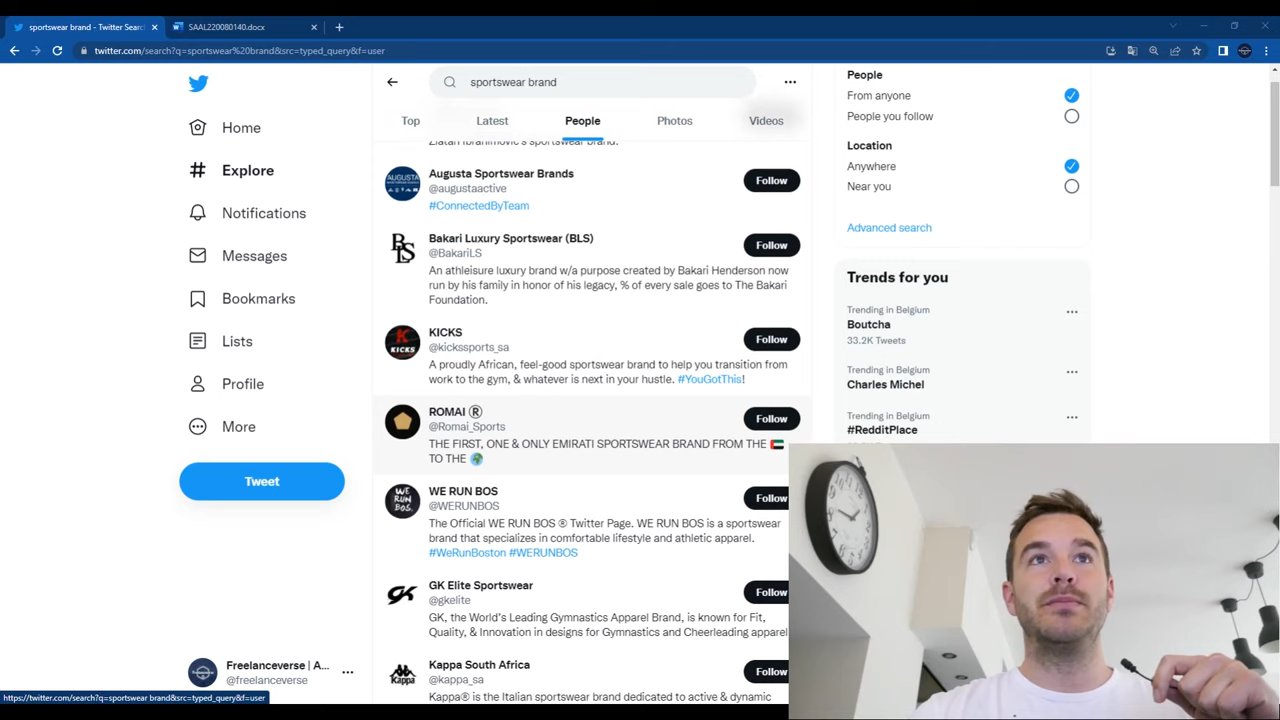 sportswear brand - Twitter Sear
SAAL220080140.docx
twitter.com/search?q=sportswear%20brand&src=typed_query&f=user
Home
Explore
Notifications
Messages
Bookmarks
Lists
Profile
More
Tweet
Freelanceverse | A...
@freelanceverse
https://twitter.com/search?q=sportswear brand&src=typed_query&f=user
sportswear brand
Top Latest People Photos Videos
Zlatan Ibrahimovic's sportswear brand.
Augusta Sportswear Brands
@augustaactive
Follow
#ConnectedByTeam
Bakari Luxury Sportswear (BLS)
@BakariLS
Follow
An athleisure luxury brand w/a purpose created by Bakari Henderson now
run by his family in honor of his legacy, % of every sale goes to The Bakari
Foundation.
KICKS
KICKS
@kickssports_sa
Follow
A proudly African, feel-good sportswear brand to help you transition from
work to the gym, & whatever is next in your hustle. #YouGotThis!
ROMAI ®
@Romai_Sports
Follow
THE FIRST, ONE & ONLY EMIRATI SPORTSWEAR BRAND FROM THE 🇦🇪
TO THE 🌍
WE
RUN
BOS.
WE RUN BOS
@WERUNBOS
Follow
The Official WE RUN BOS ® Twitter Page. WE RUN BOS is a sportswear
brand that specializes in comfortable lifestyle and athletic apparel.
#WeRunBoston #WERUNBOS
GK Elite Sportswear
@gkelite
Follow
GK, the World's Leading Gymnastics Apparel Brand, is known for Fit,
Quality, & Innovation in designs for Gymnastics and Cheerleading apparel
Kappa
Kappa South Africa
@kappa_sa
Follow
Kappa® is the Italian sportswear brand dedicated to active & dynamic
People
From anyone
People you follow
Location
Anywhere
Near you
Advanced search
Trends for you
Trending in Belgium
Boutcha
33.2K Tweets
Trending in Belgium
Charles Michel
Trending in Belgium
#RedditPlace